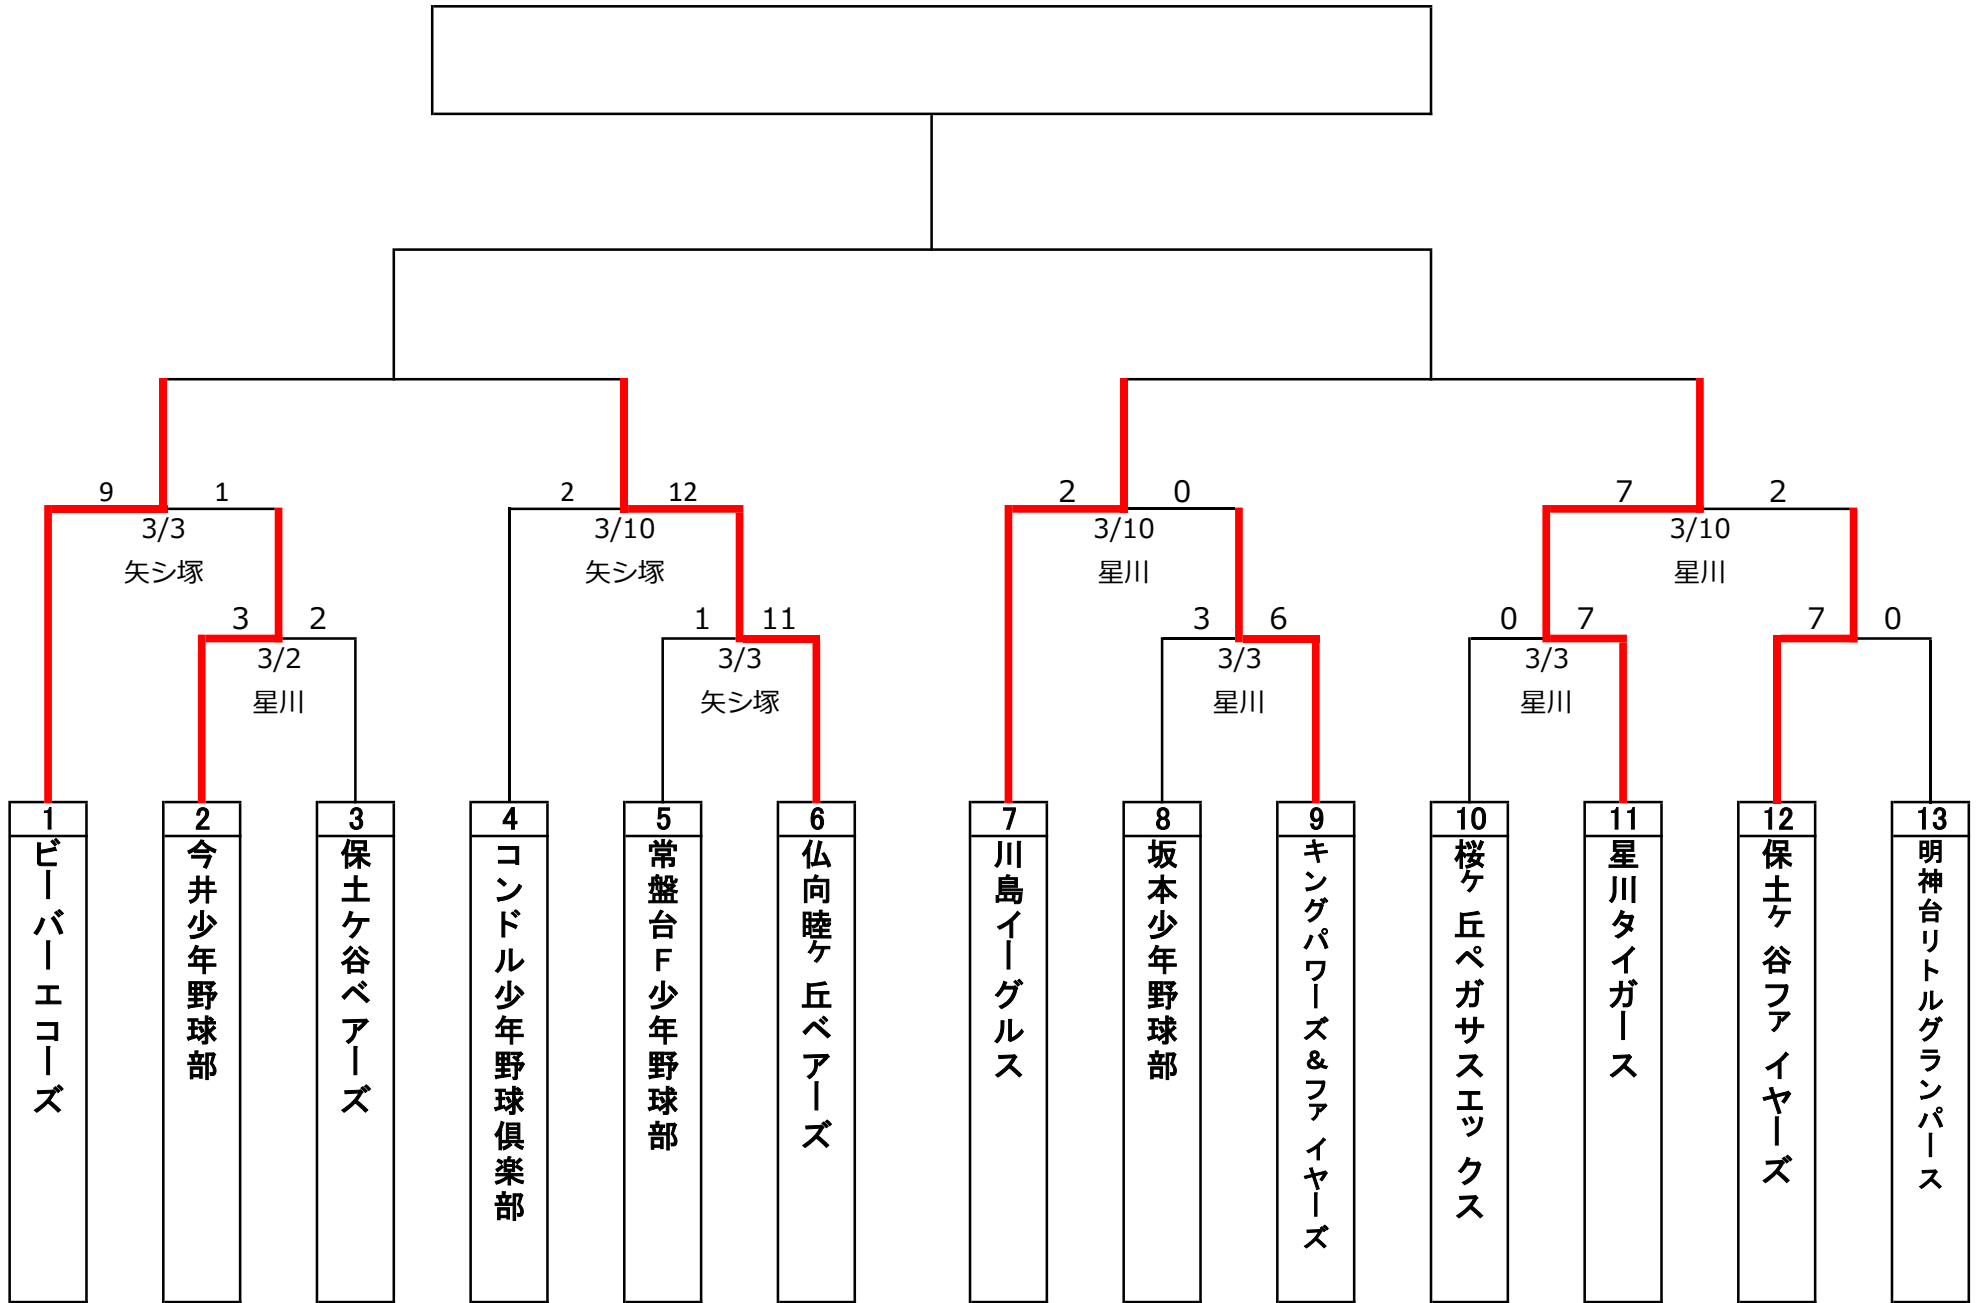 9 1 2 12 2 0 7 2
3/3 3/10 3/10 3/10
矢シ塚 矢シ塚 星川 星川
3 2 1 11 3 6 0 7 7 0
3/2 3/3 3/3 3/3
星川 矢シ塚 星川 星川
1 2 3 4 5 6 7 8 9 10 11 12 13
ビーバーエコーズ
今井少年野球部
保土ケ谷ベアーズ
コンドル少年野球倶楽部
常盤台F少年野球部
仏向睦ケ丘ベアーズ
川島イーグルス
坂本少年野球部
キングパワーズ&ファイヤーズ
桜ケ丘ペガサスエックス
星川タイガース
保土ケ谷ファイヤーズ
明神台リトルグランパース